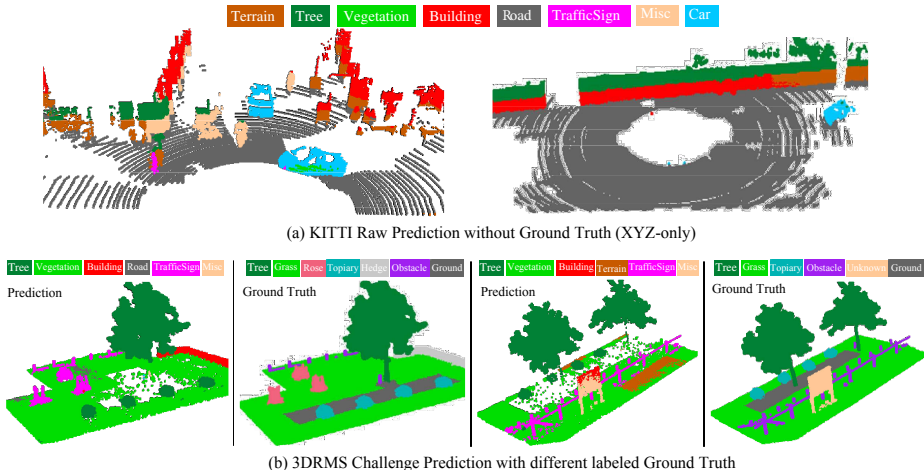 Terrain Tree Vegetation Building Road TrafficSign Misc Car
(a) KITTI Raw Prediction without Ground Truth (XYZ-only)
Tree Vegetation Building Road TrafficSign Misc
Prediction
Tree Grass Rose Topiary Hedge Obstacle Ground
Ground Truth
Tree Vegetation Building Terrain TrafficSign Misc
Prediction
Tree Grass Topiary Obstacle Unknown Ground
Ground Truth
(b) 3DRMS Challenge Prediction with different labeled Ground Truth